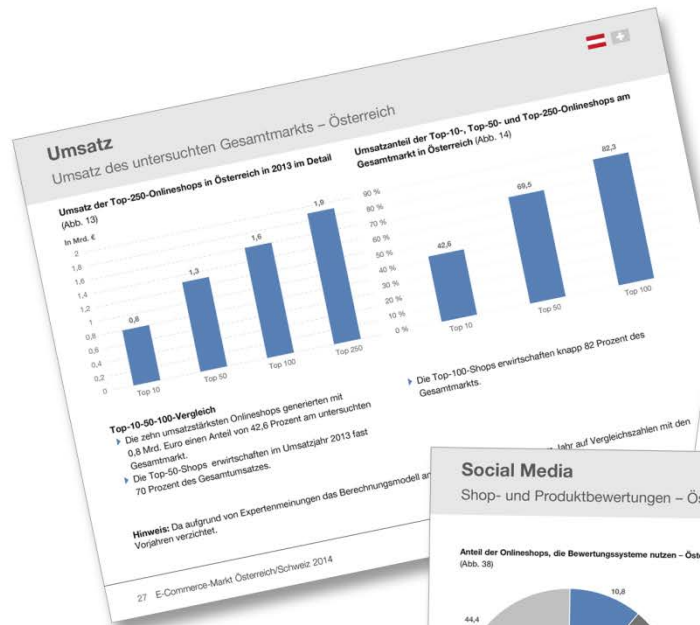 Umsatz
Umsatz des untersuchten Gesamtmarkts – Österreich
Umsatz der Top-250-Onlineshops in Österreich in 2013 im Detail
(Abb. 13)
In Mrd. €
2
1,8
1,6
1,4
1,2
1
0,8
0,6
0,4
0,2
0
0,8
1,3
1,6
1,9
Top 10
Top 50
Top 100
Top 250
Umsatzanteil der Top-10-, Top-50- und Top-250-Onlineshops am
Gesamtmarkt in Österreich (Abb. 14)
90 %
80 %
70 %
60 %
50 %
40 %
30 %
20 %
10 %
0 %
42,6
69,5
82,3
Top 10
Top 50
Top 100
Top-10-50-100-Vergleich
Die zehn umsatzstärksten Onlineshops generierten mit
0,8 Mrd. Euro einen Anteil von 42,6 Prozent am untersuchten
Gesamtmarkt.
Die Top-50-Shops erwirtschaften im Umsatzjahr 2013 fast
70 Prozent des Gesamtumsatzes.
Die Top-100-Shops erwirtschaften knapp 82 Prozent des
Gesamtmarkts.
Hinweis: Da aufgrund von Expertenmeinungen das Berechnungsmodell an
Jahr auf Vergleichszahlen mit den
Vorjahren verzichtet.
27 E-Commerce-Markt Österreich/Schweiz 2014
Social Media
Shop- und Produktbewertungen – Ös
Anteil der Onlineshops, die Bewertungssysteme nutzen – Öste
(Abb. 38)
10,8
44,4